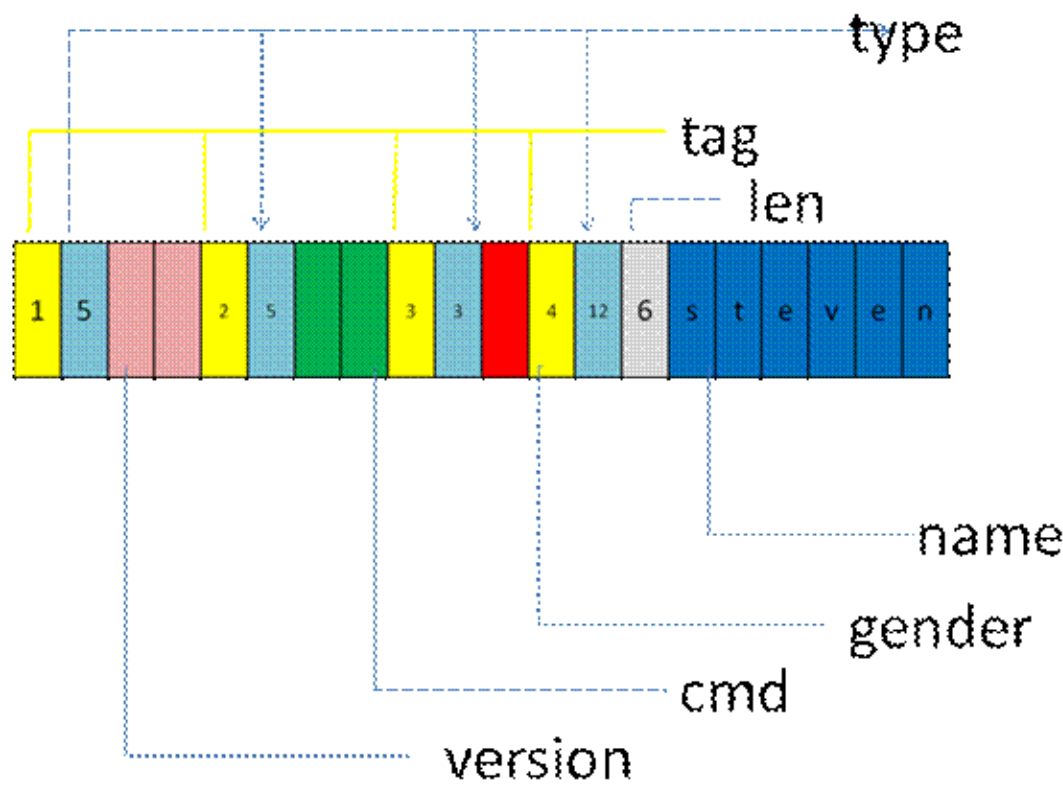 type
tag
len
1 5 2 5 3 3 4 12 6 s t e v e n
name
gender
cmd
version